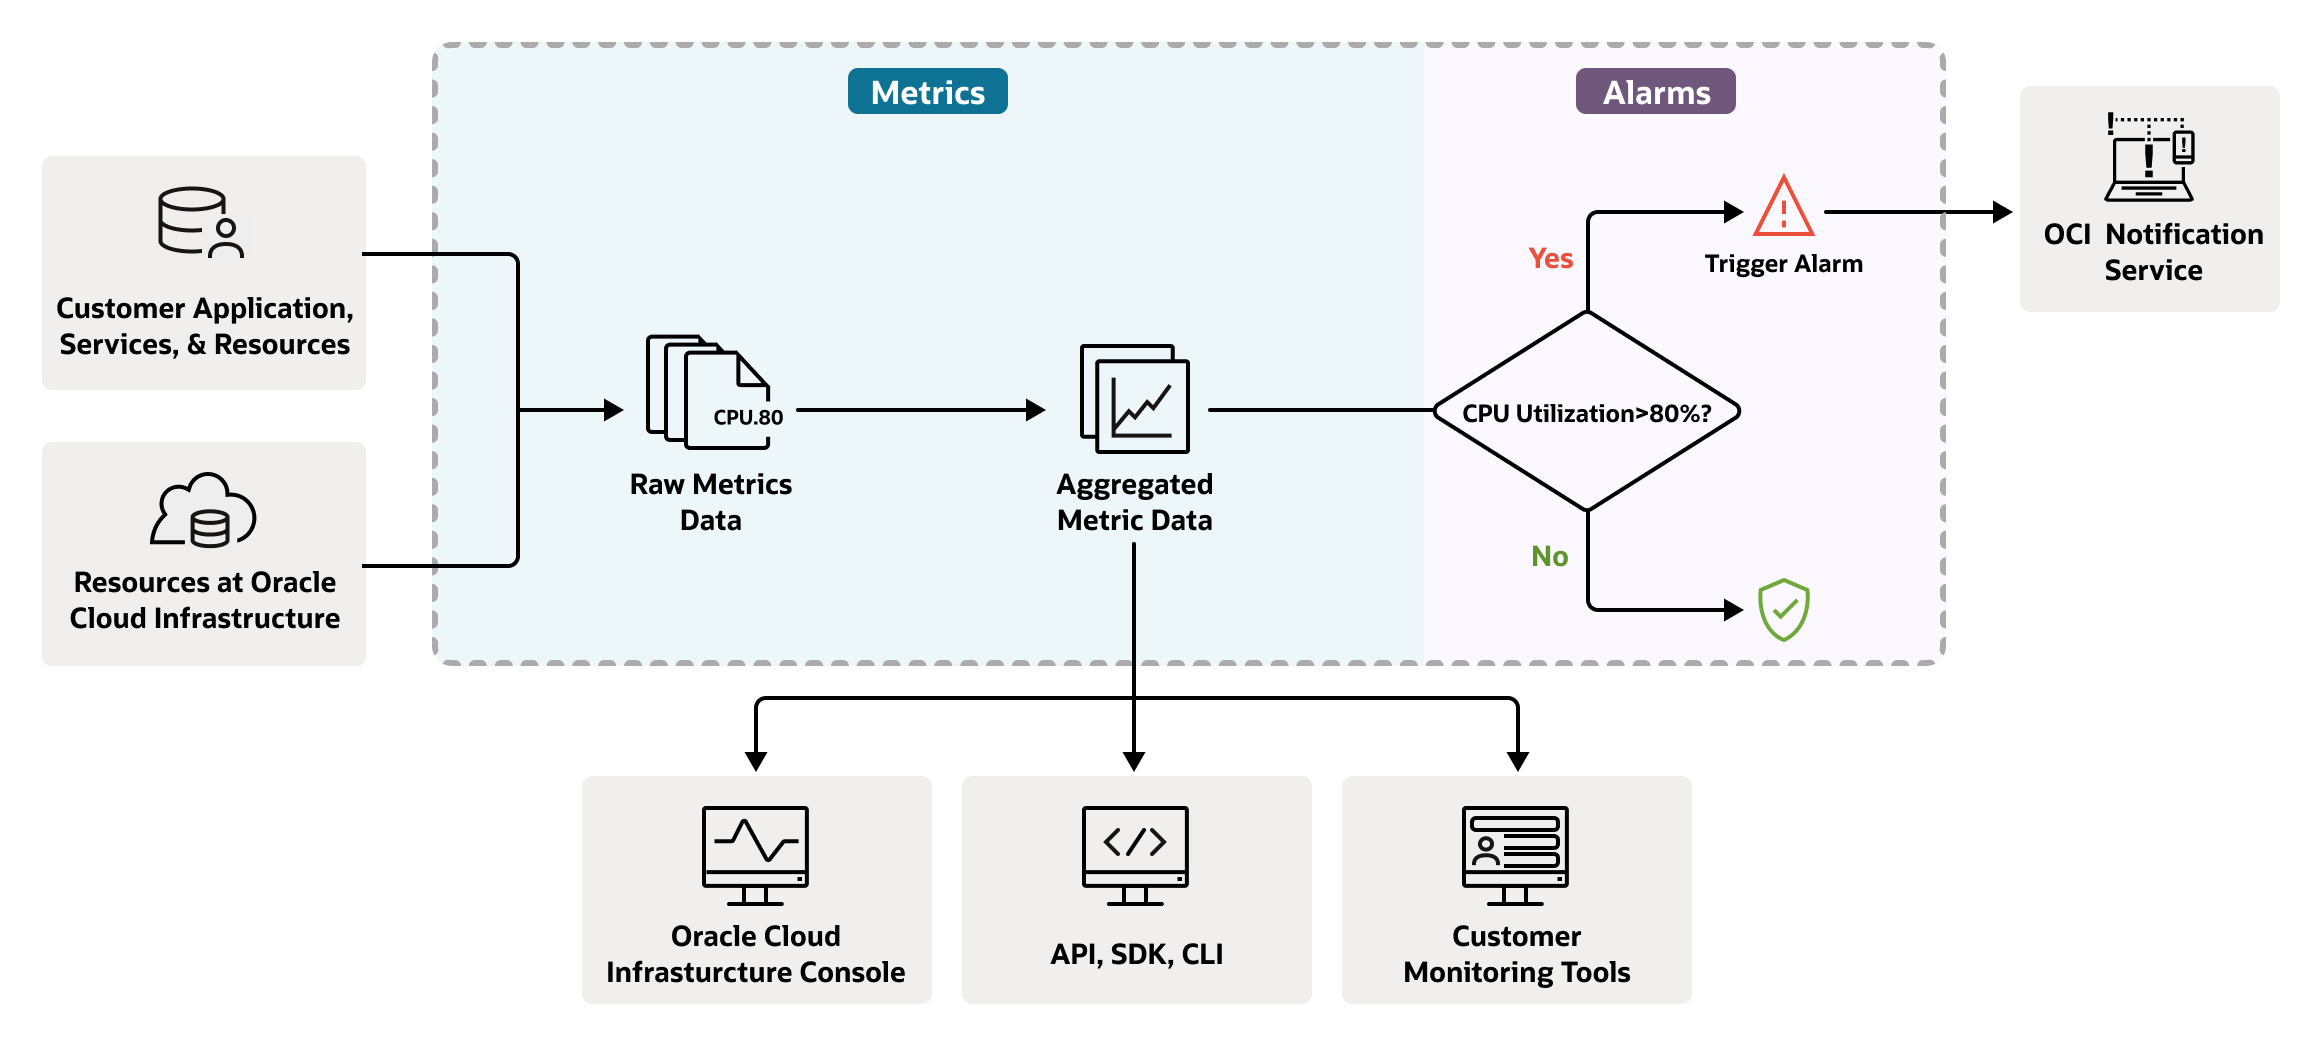 Metrics
Alarms
Customer Application,
Services, & Resources
Resources at Oracle
Cloud Infrastructure
CPU.80
Raw Metrics
Data
Aggregated
Metric Data
CPU Utilization>80%?
Yes
No
Trigger Alarm
OCI  Notification
Service
Oracle Cloud
Infrasturcture Console
API, SDK, CLI
Customer
Monitoring Tools